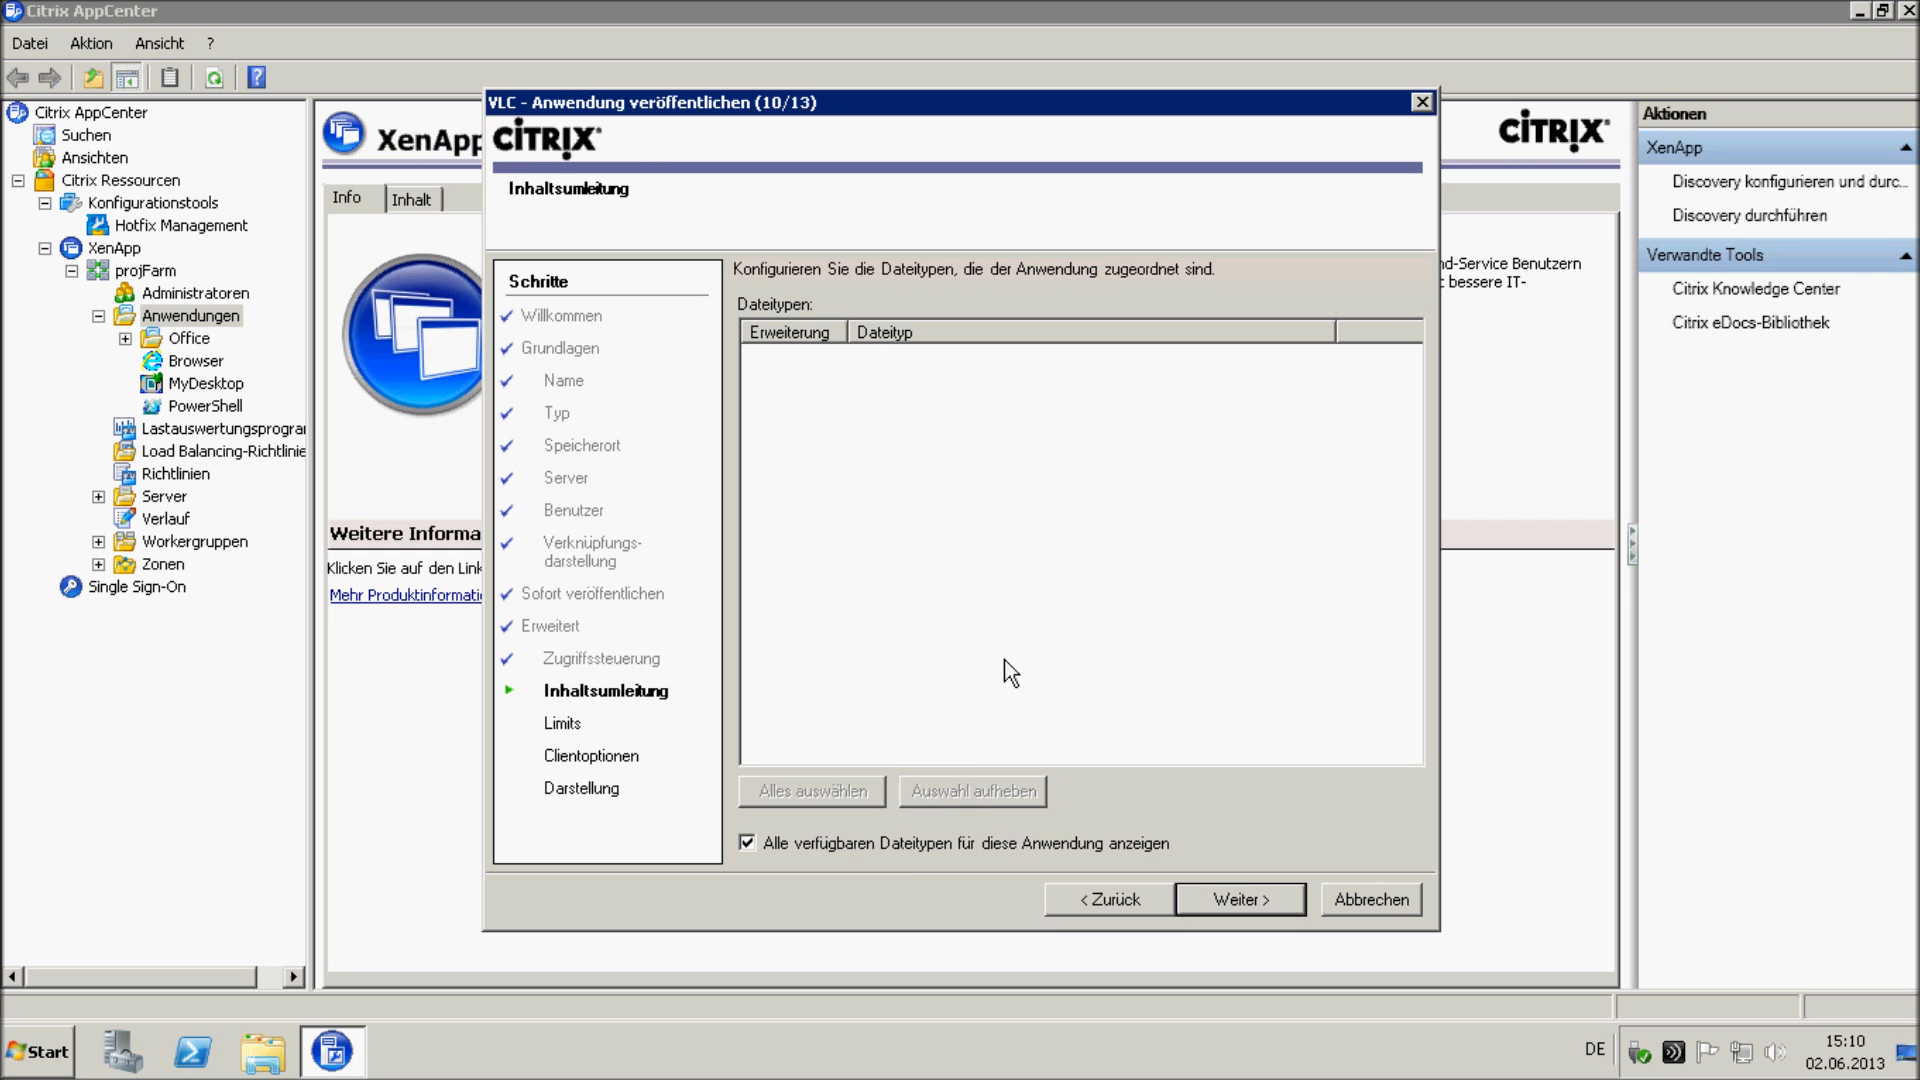 Citrix AppCenter
Datei Aktion Ansicht ?
Citrix AppCenter
Suchen
Ansichten
Citrix Ressourcen
Konfigurationstools
Hotfix Management
XenApp
projFarm
Administratoren
Anwendungen
Office
Browser
MyDesktop
PowerShell
Lastauswertungsprogra
Load Balancing-Richtlinie
Richtlinien
Server
Verlauf
Workergruppen
Zonen
Single Sign-On
XenApp
CITRIX
Info Inhalt
nd-Service Benutzern
bessere IT-
Weitere Informa
Klicken Sie auf den Link
Mehr Produktinformati
VLC - Anwendung veröffentlichen (10/13)
CITRIX
Inhaltsumleitung
Schritte
Willkommen
Grundlagen
Name
Typ
Speicherort
Server
Benutzer
Verknüpfungs-
darstellung
Sofort veröffentlichen
Erweitert
Zugriffssteuerung
Inhaltsumleitung
Limits
Clientoptionen
Darstellung
Konfigurieren Sie die Dateitypen, die der Anwendung zugeordnet sind.
Dateitypen:
Erweiterung Dateityp
Alles auswählen Auswahl aufheben
Alle verfügbaren Dateitypen für diese Anwendung anzeigen
< Zurück Weiter > Abbrechen
Aktionen
XenApp
Discovery konfigurieren und durc...
Discovery durchführen
Verwandte Tools
Citrix Knowledge Center
Citrix eDocs-Bibliothek
Start
DE
15:10
02.06.2013